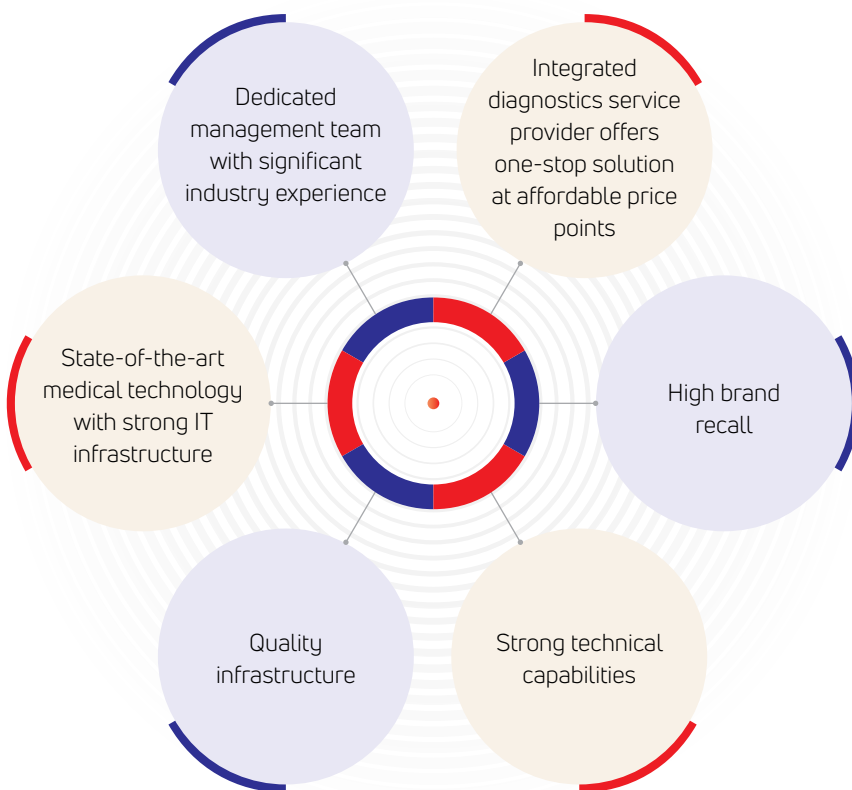 Dedicated
management team
with significant
industry experience
Integrated
diagnostics service
provider offers
one-stop solution
at affordable price
points
State-of-the-art
medical technology
with strong IT
infrastructure
High brand
recall
Quality
infrastructure
Strong technical
capabilities